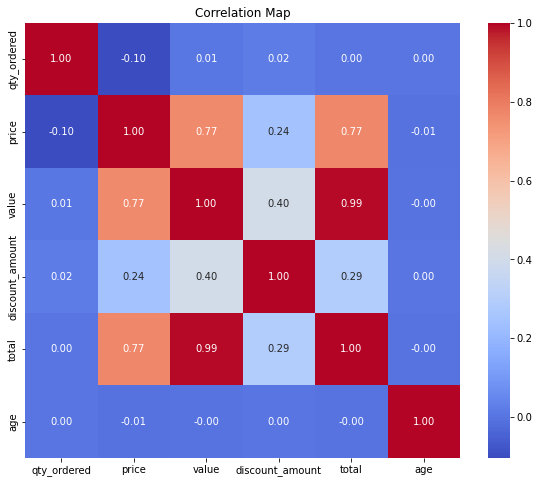 Correlation Map
qty_ordered 1.00 -0.10 0.01 0.02 0.00 0.00
price -0.10 1.00 0.77 0.24 0.77 -0.01
value 0.01 0.77 1.00 0.40 0.99 -0.00
discount_amount 0.02 0.24 0.40 1.00 0.29 0.00
total 0.00 0.77 0.99 0.29 1.00 -0.00
age 0.00 -0.01 -0.00 0.00 -0.00 1.00
qty_ordered price value discount_amount total age
1.0
0.8
0.6
0.4
0.2
0.0